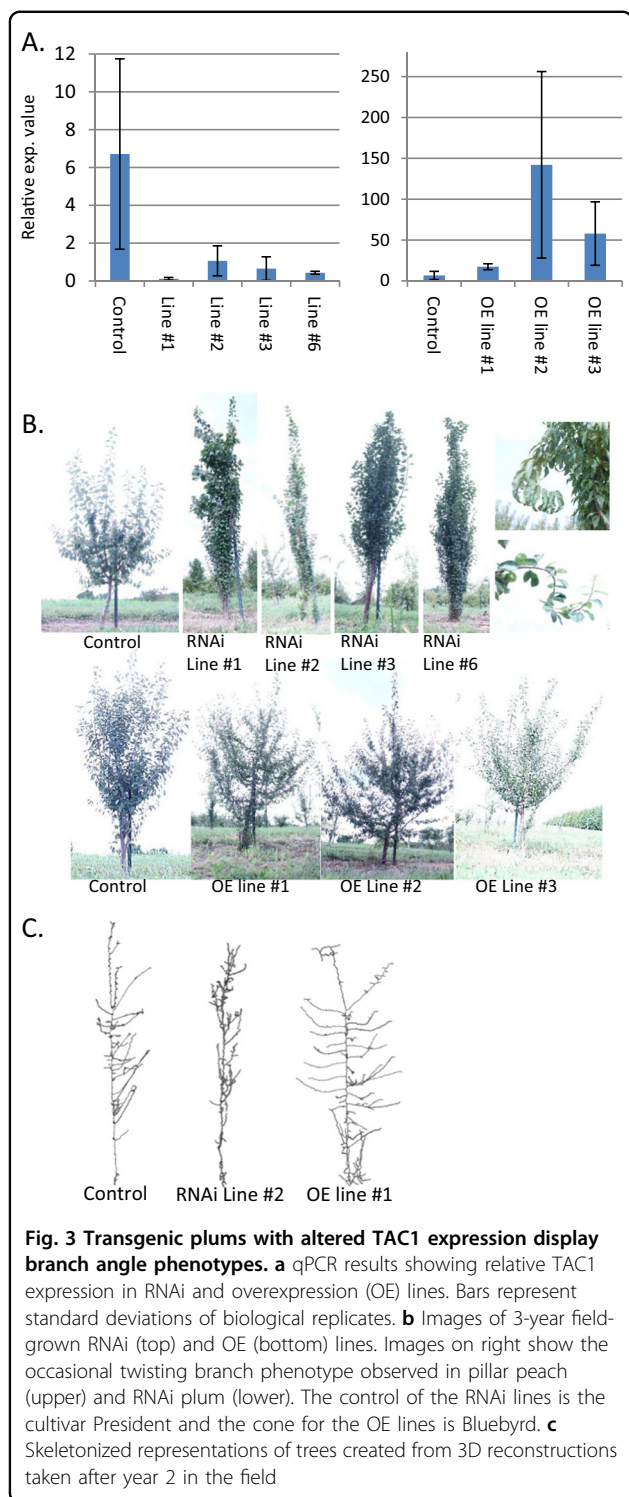 A.
12
10
8
6
4
2
0
Relative exp. value
Control
Line #1
Line #2
Line #3
Line #6
250
200
150
100
50
0
Control
OE line #1
OE line #2
OE line #3
B.
Control
RNAi
Line #1
RNAi
Line #2
RNAi
Line #3
RNAi
Line #6
Control
OE line #1
OE Line #2
OE Line #3
C.
Control
RNAi Line #2
OE line #1
Fig. 3 Transgenic plums with altered TAC1 expression display
branch angle phenotypes. a qPCR results showing relative TAC1
expression in RNAi and overexpression (OE) lines. Bars represent
standard deviations of biological replicates. b Images of 3-year field-
grown RNAi (top) and OE (bottom) lines. Images on right show the
occasional twisting branch phenotype observed in pillar peach
(upper) and RNAi plum (lower). The control of the RNAi lines is the
cultivar President and the cone for the OE lines is Bluebyrd. c
Skeletonized representations of trees created from 3D reconstructions
taken after year 2 in the field